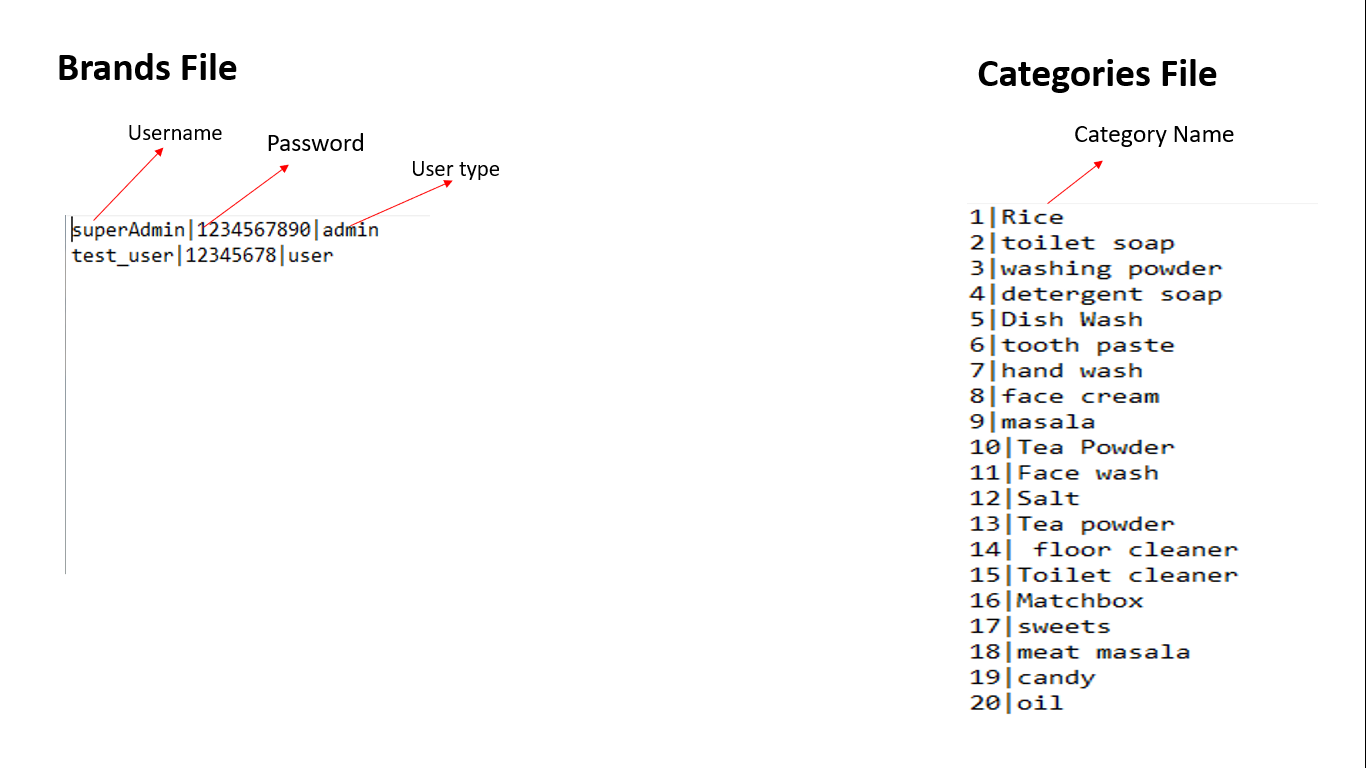 Brands File
Username
Password
User type
superAdmin|1234567890|admin
test_user|12345678|user
Categories File
Category Name
1|Rice
2|toilet soap
3|washing powder
4|detergent soap
5|Dish Wash
6|tooth paste
7|hand wash
8|face cream
9|masala
10|Tea Powder
11|Face wash
12|Salt
13|Tea powder
14| floor cleaner
15|Toilet cleaner
16|Matchbox
17|sweets
18|meat masala
19|candy
20|oil